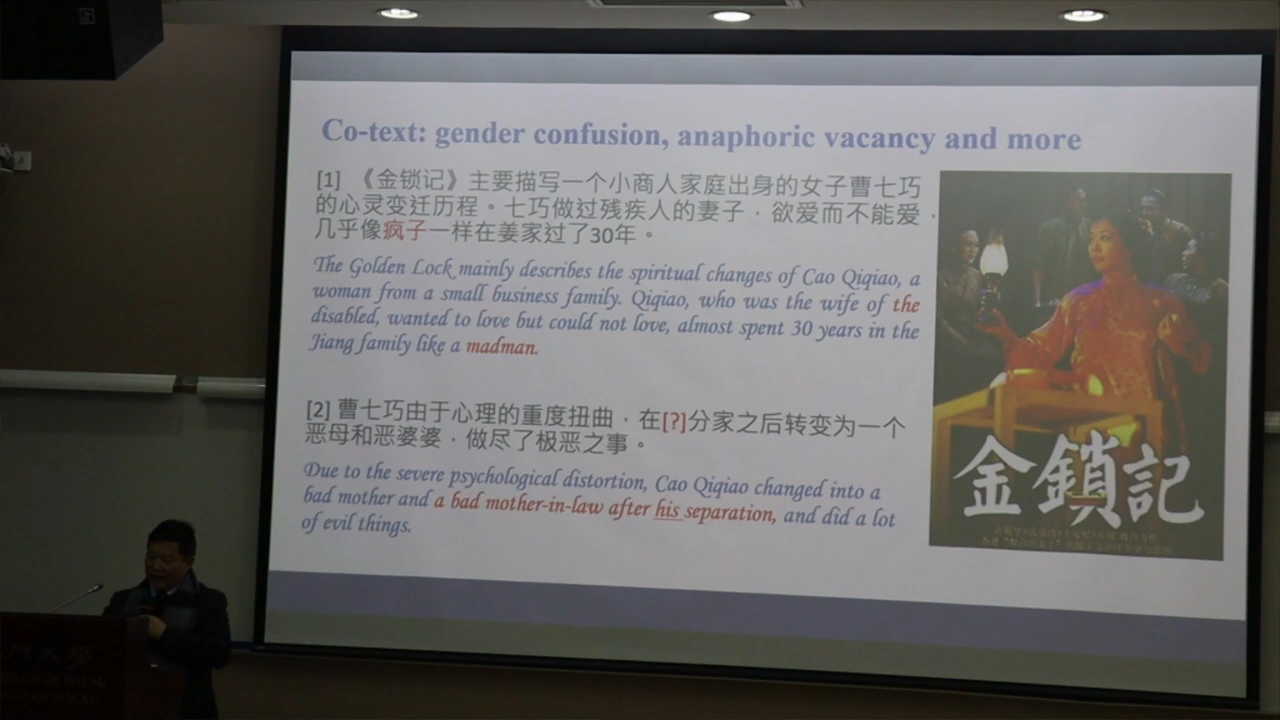 Co-text: gender confusion, anaphoric vacancy and more
[1] 《金锁记》主要描写一个小商人家庭出身的女子曹七巧
的心灵变迁历程。七巧做过残疾人的妻子，欲爱而不能爱，
几乎像疯子一样在姜家过了30年。
The Golden Lock mainly describes the spiritual changes of Cao Qiqiao, a
woman from a small business family. Qiqiao, who was the wife of the
disabled, wanted to love but could not love, almost spent 30 years in the
Jiang family like a madman.
[2] 曹七巧由于心理的重度扭曲，在[?]分家之后转变为一个
恶母和恶婆婆，做尽了极恶之事。
Due to the severe psychological distortion, Cao Qiqiao changed into a
bad mother and a bad mother-in-law after his separation, and did a lot
of evil things.
金鎖記
大學
OF MACAU